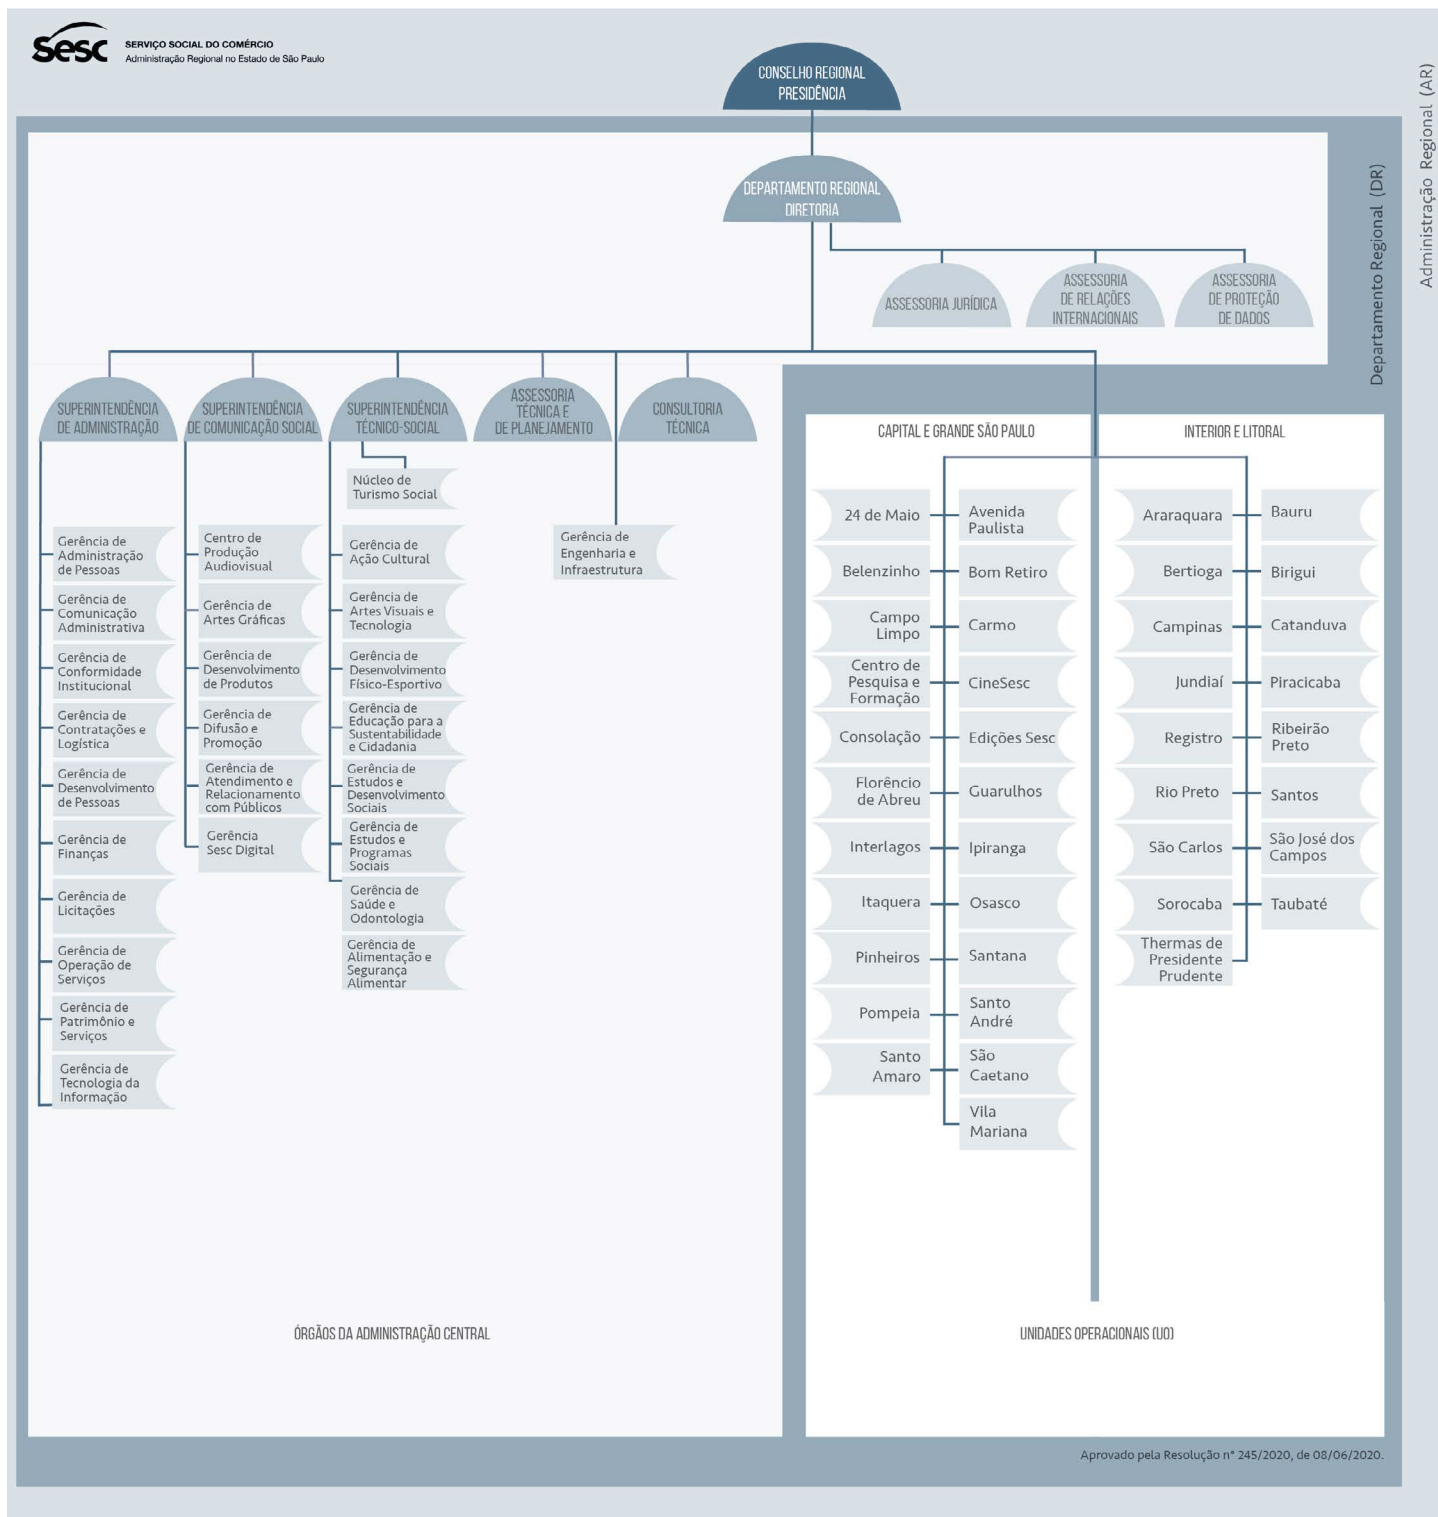 Sesc
SERVIÇO SOCIAL DO COMÉRCIO
Administração Regional no Estado de São Paulo
Administração Regional (AR)
Departamento Regional (DR)
CONSELHO REGIONAL
PRESIDÊNCIA
DEPARTAMENTO REGIONAL
DIRETORIA
ASSESSORIA JURÍDICA
ASSESSORIA
DE RELAÇÕES
INTERNACIONAIS
ASSESSORIA
DE PROTEÇÃO
DE DADOS
SUPERINTENDÊNCIA
DE ADMINISTRAÇÃO
SUPERINTENDÊNCIA
DE COMUNICAÇÃO SOCIAL
SUPERINTENDÊNCIA
TÉCNICO-SOCIAL
ASSESSORIA
TÉCNICA E
DE PLANEJAMENTO
CONSULTORIA
TÉCNICA
Gerência de
Administração
de Pessoas
Gerência de
Comunicação
Administrativa
Gerência de
Conformidade
Institucional
Gerência de
Contratações e
Logística
Gerência de
Desenvolvimento
de Pessoas
Gerência de
Finanças
Gerência de
Licitações
Gerência de
Operação de
Serviços
Gerência de
Patrimônio e
Serviços
Gerência de
Tecnologia da
Informação
Centro de
Produção
Audiovisual
Gerência de
Artes Gráficas
Gerência de
Desenvolvimento
de Produtos
Gerência de
Difusão e
Promoção
Gerência de
Atendimento e
Relacionamento
com Públicos
Gerência
Sesc Digital
Núcleo de
Turismo Social
Gerência de
Ação Cultural
Gerência de
Artes Visuais e
Tecnologia
Gerência de
Desenvolvimento
Físico-Esportivo
Gerência de
Educação para a
Sustentabilidade
e Cidadania
Gerência de
Estudos e
Desenvolvimento
Sociais
Gerência de
Estudos e
Programas
Sociais
Gerência de
Saúde e
Odontologia
Gerência de
Alimentação e
Segurança
Alimentar
Gerência de
Engenharia e
Infraestrutura
ÓRGÃOS DA ADMINISTRAÇÃO CENTRAL
CAPITAL E GRANDE SÃO PAULO
24 de Maio
Avenida
Paulista
Belenzinho
Bom Retiro
Campo
Limpo
Carmo
Centro de
Pesquisa e
Formação
CineSesc
Consolação
Edições Sesc
Florêncio
de Abreu
Guarulhos
Interlagos
Ipiranga
Itaquera
Osasco
Pinheiros
Santana
Pompeia
Santo
André
Santo
Amaro
São
Caetano
Vila
Mariana
INTERIOR E LITORAL
Araraquara
Bauru
Bertioga
Birigui
Campinas
Catanduva
Jundiaí
Piracicaba
Registro
Ribeirão
Preto
Rio Preto
Santos
São Carlos
São José dos
Campos
Sorocaba
Taubaté
Thermas de
Presidente
Prudente
UNIDADES OPERACIONAIS (UO)
Aprovado pela Resolução n° 245/2020, de 08/06/2020.